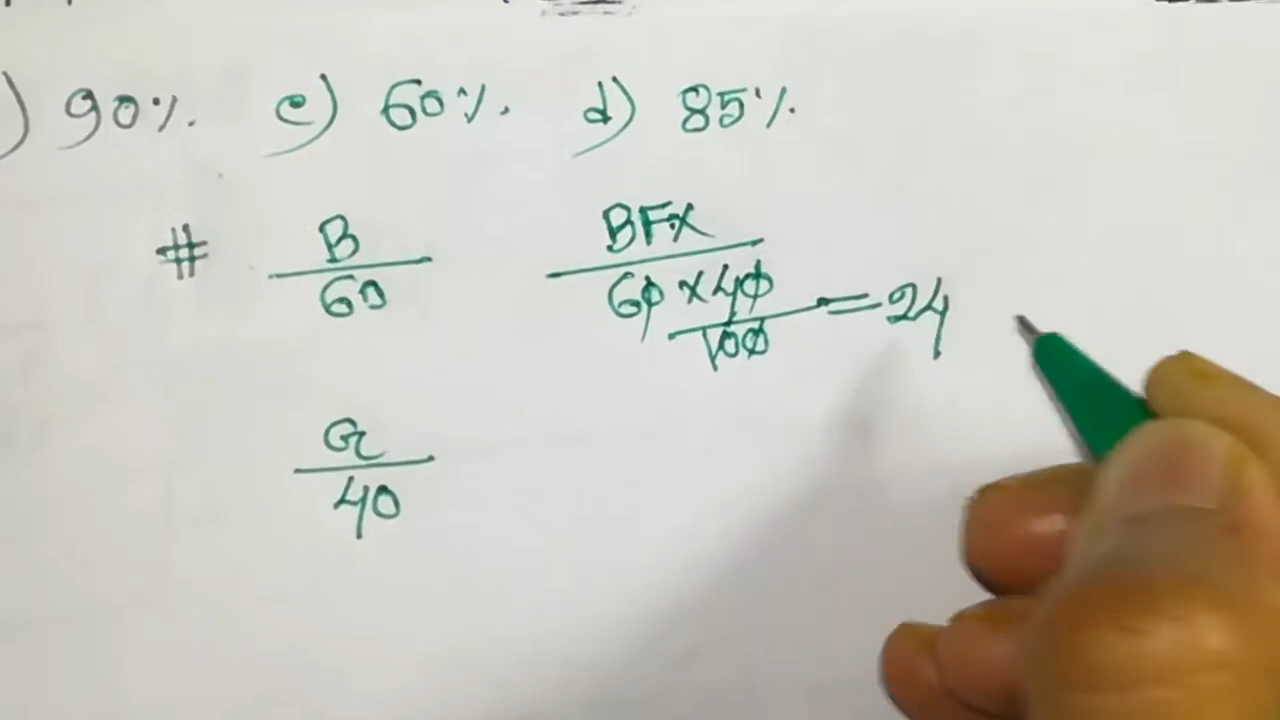 ) 90%. c) 60%. d) 85%.
# B BFX
60 60 x 40 = 24
100
G
40